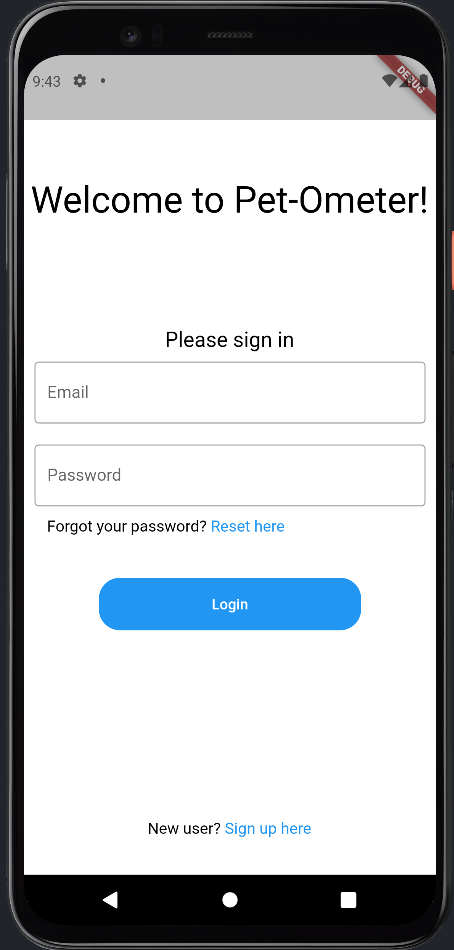 9:43
DEBUG
Welcome to Pet-Ometer!
Please sign in
Email
Password
Forgot your password? Reset here
Login
New user? Sign up here